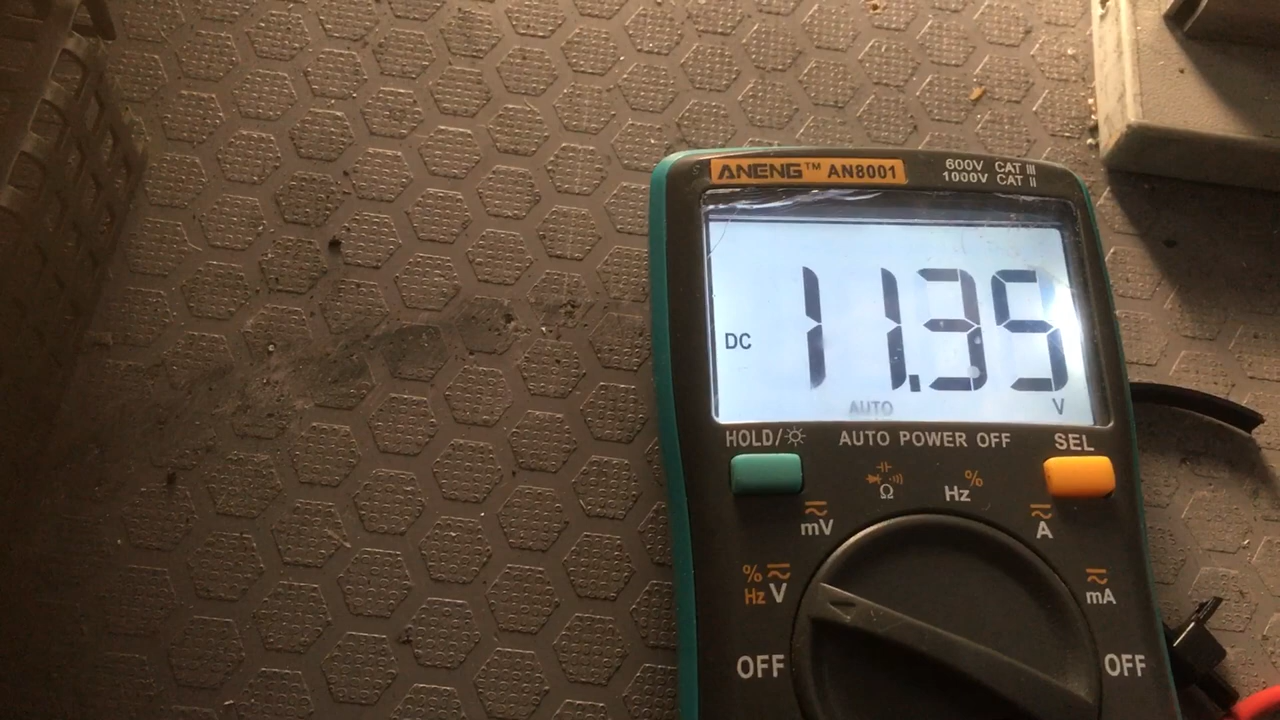 ANENG™ AN8001
600V CAT III
1000V CAT II
DC
11.35
AUTO
V
HOLD/☼ AUTO POWER OFF SEL
Ω Hz %
mV A
% Hz V mA
OFF OFF